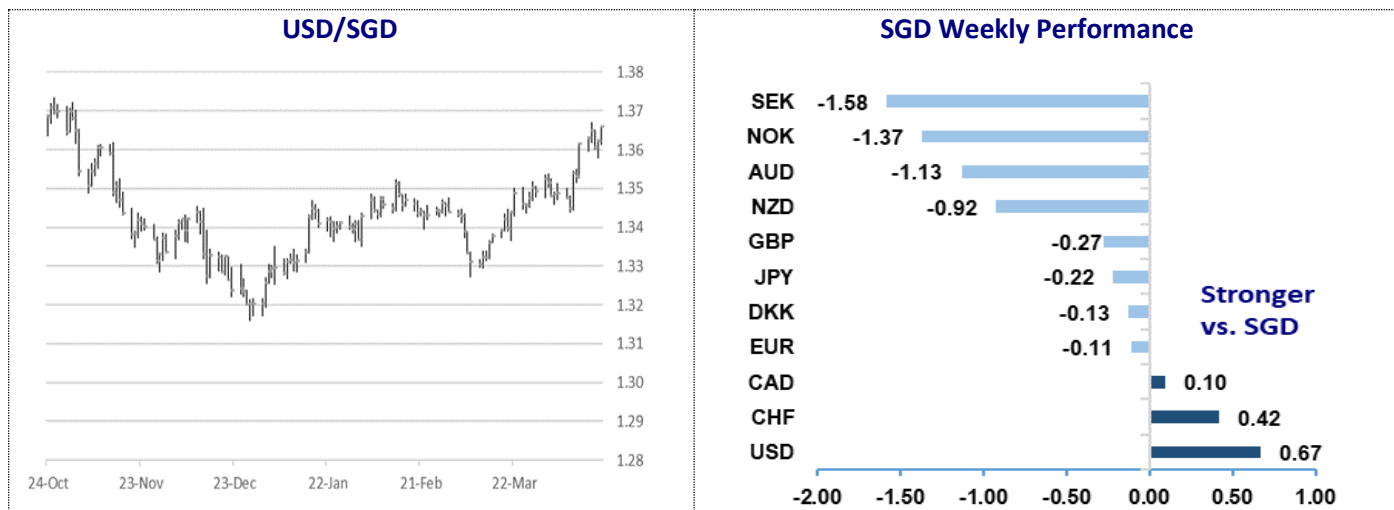 USD/SGD
1.38
1.37
1.36
1.35
1.34
1.33
1.32
1.31
1.30
1.29
1.28
24-Oct 23-Nov 23-Dec 22-Jan 21-Feb 22-Mar
SGD Weekly Performance
SEK -1.58
NOK -1.37
AUD -1.13
NZD -0.92
GBP -0.27
JPY -0.22
DKK -0.13
EUR -0.11
Stronger
vs. SGD
CAD 0.10
CHF 0.42
USD 0.67
-2.00 -1.50 -1.00 -0.50 0.00 0.50 1.00